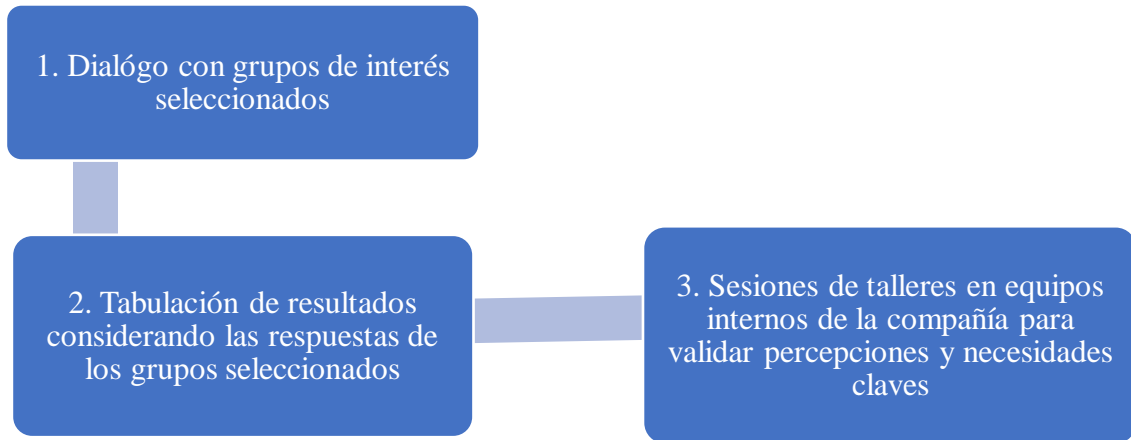 1. Dialógo con grupos de interés
seleccionados
2. Tabulación de resultados
considerando las respuestas de
los grupos seleccionados
3. Sesiones de talleres en equipos
internos de la compañía para
validar percepciones y necesidades
claves